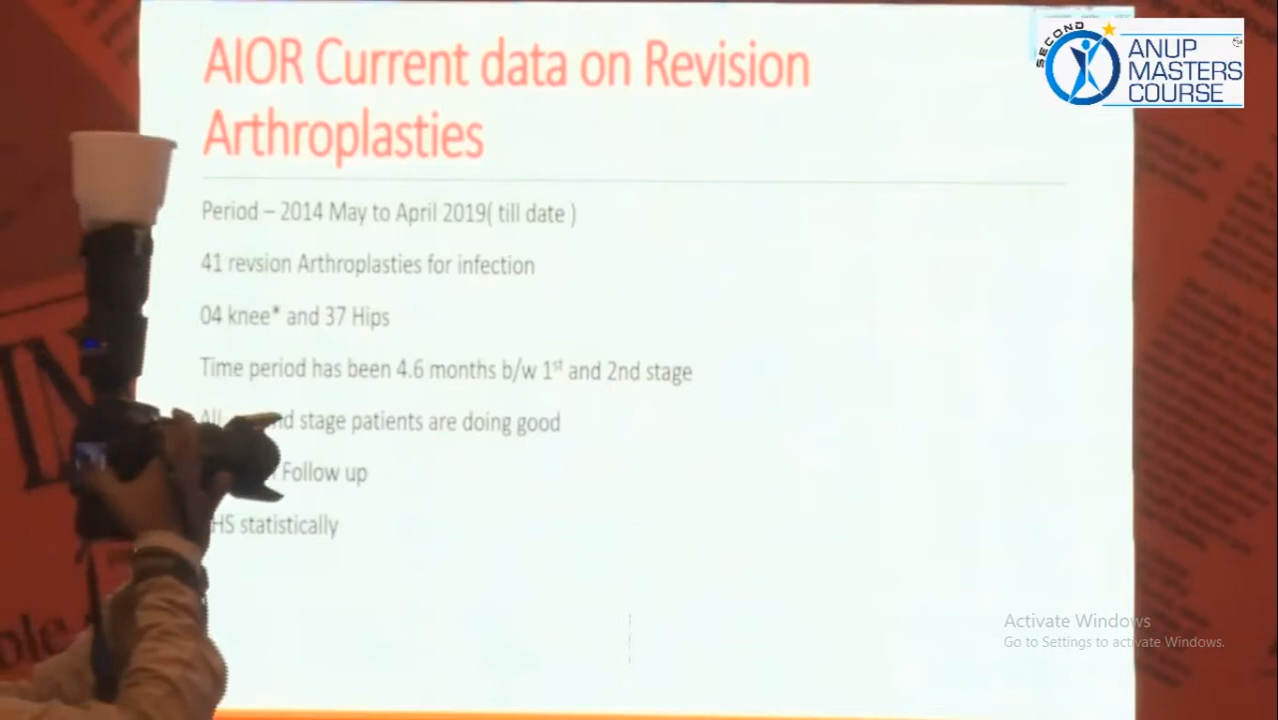 AIOR Current data on Revision
Arthroplasties
SECOND
ANUP
MASTERS
COURSE
Period – 2014 May to April 2019( till date )
41 revsion Arthroplasties for infection
04 knee* and 37 Hips
Time period has been 4.6 months b/w 1st and 2nd stage
All stage patients are doing good
Follow up
HS statistically
Activate Windows
Go to Settings to activate Windows.